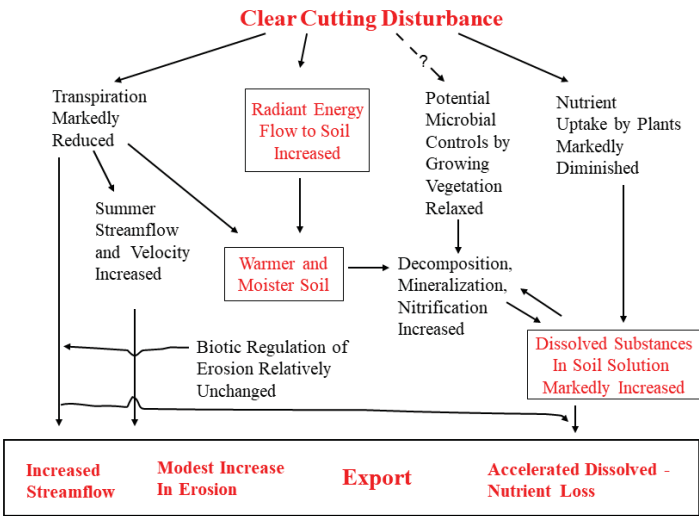 Clear Cutting Disturbance
?
Transpiration
Markedly
Reduced
Radiant Energy
Flow to Soil
Increased
Potential
Microbial
Controls by
Growing
Vegetation
Relaxed
Nutrient
Uptake by Plants
Markedly
Diminished
Summer
Streamflow
and Velocity
Increased
Warmer and
Moister Soil
Decomposition,
Mineralization,
Nitrification
Increased
Biotic Regulation of
Erosion Relatively
Unchanged
Dissolved Substances
In Soil Solution
Markedly Increased
Increased
Streamflow
Modest Increase
In Erosion
Export
Accelerated Dissolved -
Nutrient Loss